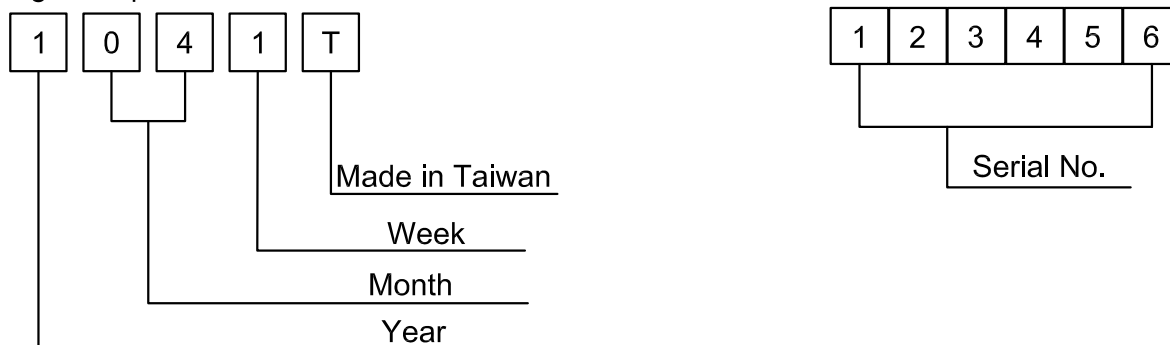 1 0 4 1 T
1 2 3 4 5 6
Made in Taiwan
Serial No.
Week
Month
Year